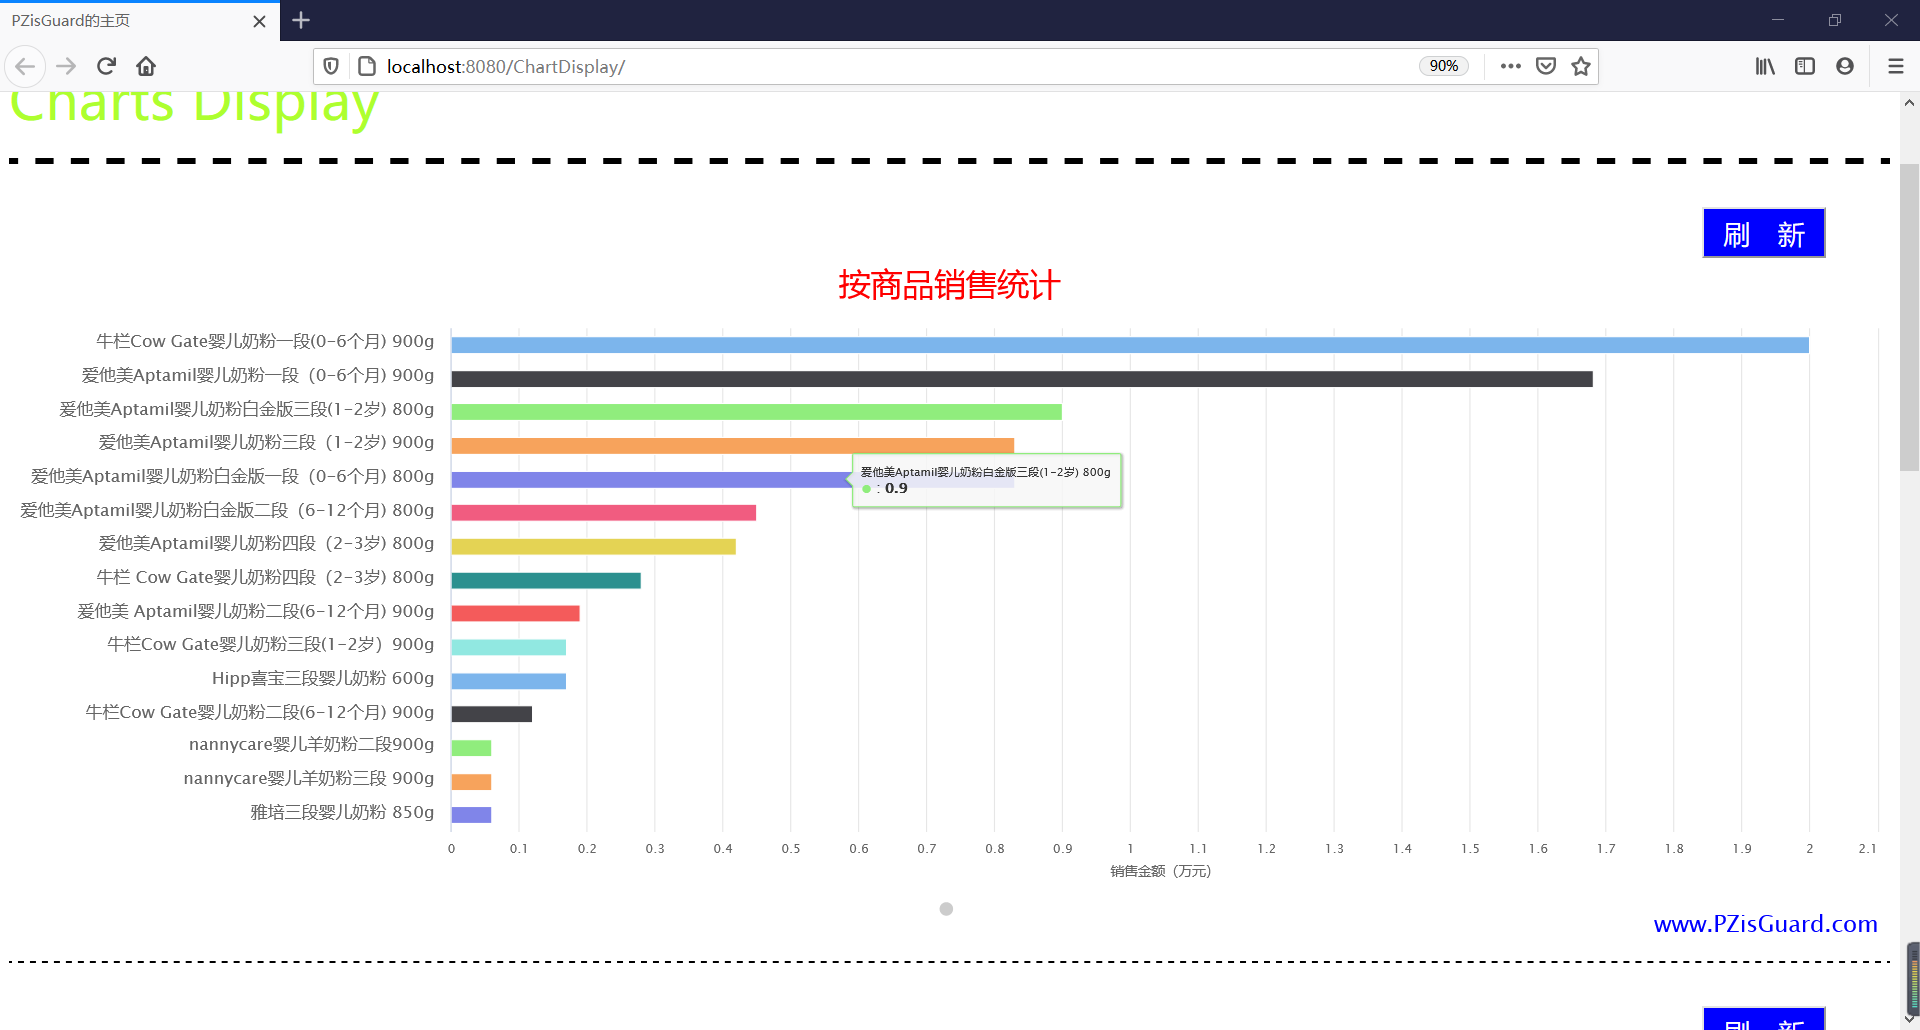 PZisGuard的主页
localhost:8080/ChartDisplay/
90%
Charts Display
刷 新
按商品销售统计
牛栏Cow Gate婴儿奶粉一段(0-6个月) 900g
爱他美Aptamil婴儿奶粉一段（0-6个月) 900g
爱他美Aptamil婴儿奶粉白金版三段(1-2岁) 800g
爱他美Aptamil婴儿奶粉三段（1-2岁) 900g
爱他美Aptamil婴儿奶粉白金版一段（0-6个月) 800g
爱他美Aptamil婴儿奶粉白金版三段(1-2岁) 800g
: 0.9
爱他美Aptamil婴儿奶粉白金版二段（6-12个月) 800g
爱他美Aptamil婴儿奶粉四段（2-3岁) 800g
牛栏 Cow Gate婴儿奶粉四段（2-3岁) 800g
爱他美 Aptamil婴儿奶粉二段(6-12个月) 900g
牛栏Cow Gate婴儿奶粉三段(1-2岁）900g
Hipp喜宝三段婴儿奶粉 600g
牛栏Cow Gate婴儿奶粉二段(6-12个月) 900g
nannycare婴儿羊奶粉二段900g
nannycare婴儿羊奶粉三段 900g
雅培三段婴儿奶粉 850g
0 0.1 0.2 0.3 0.4 0.5 0.6 0.7 0.8 0.9 1 1.1 1.2 1.3 1.4 1.5 1.6 1.7 1.8 1.9 2 2.1
销售金额（万元）
www.PZisGuard.com
刷 新